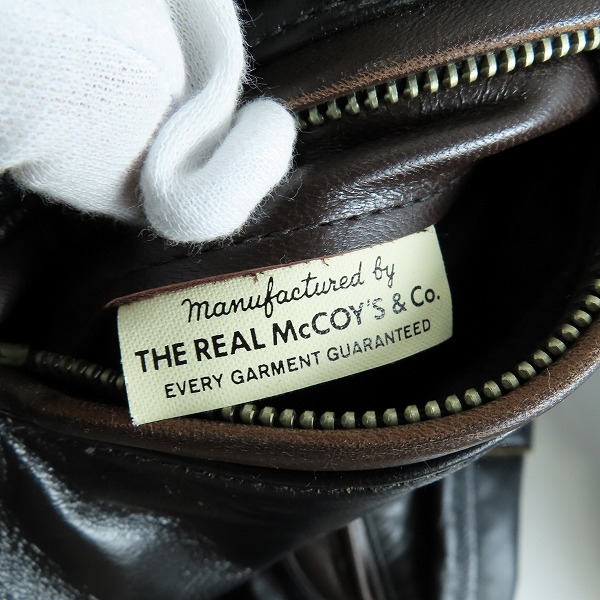 Manufactured by
THE REAL McCOY'S & Co.
EVERY GARMENT GUARANTEED